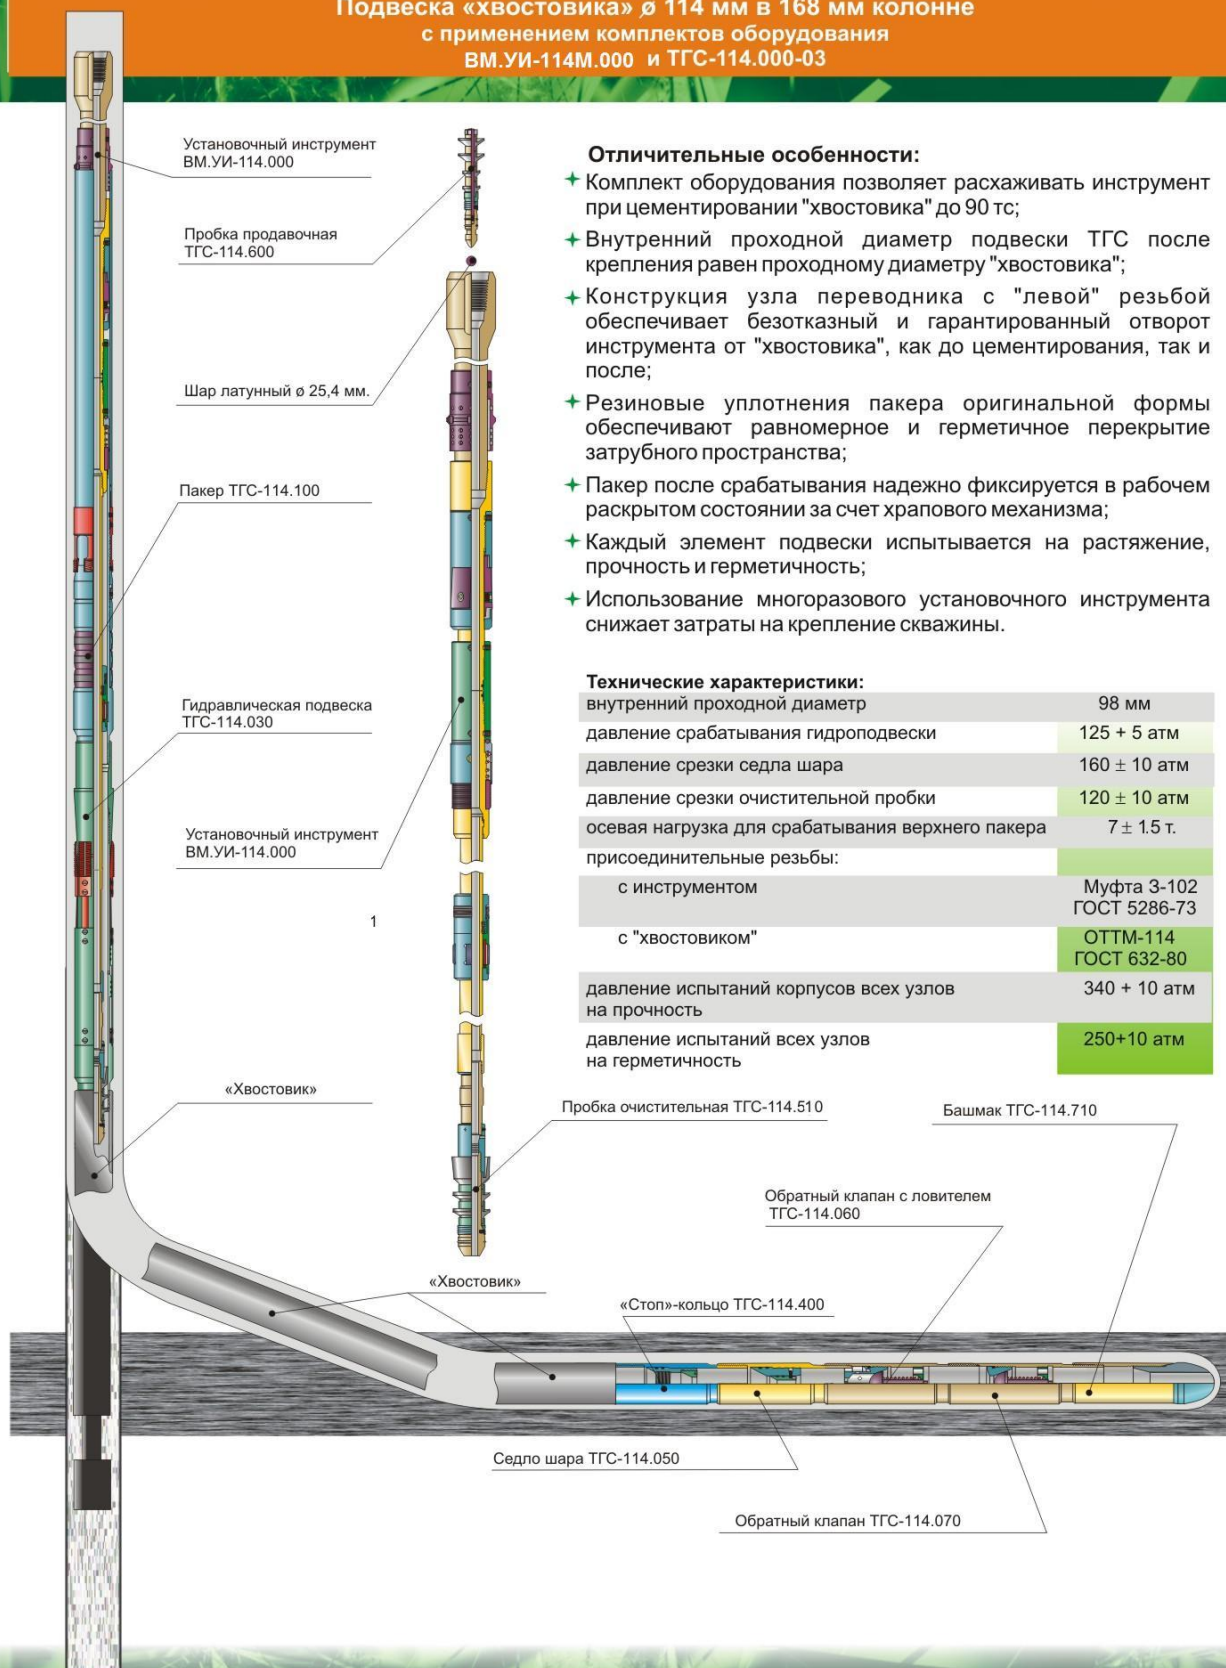 Подвеска «хвостовика» ø 114 мм в 168 мм колонне
с применением комплектов оборудования
ВМ.УИ-114М.000 и ТГС-114.000-03
Установочный инструмент
ВМ.УИ-114.000
Пробка продавочная
ТГС-114.600
Шар латунный ø 25,4 мм.
Пакер ТГС-114.100
Гидравлическая подвеска
ТГС-114.030
Установочный инструмент
ВМ.УИ-114.000
1
«Хвостовик»
Отличительные особенности:
Комплект оборудования позволяет расхаживать инструмент
при цементировании "хвостовика" до 90 тс;
Внутренний проходной диаметр подвески ТГС после
крепления равен проходному диаметру "хвостовика";
Конструкция узла переводника с "левой" резьбой
обеспечивает безотказный и гарантированный отворот
инструмента от "хвостовика", как до цементирования, так и
после;
Резиновые уплотнения пакера оригинальной формы
обеспечивают равномерное и герметичное перекрытие
затрубного пространства;
Пакер после срабатывания надежно фиксируется в рабочем
раскрытом состоянии за счет храпового механизма;
Каждый элемент подвески испытывается на растяжение,
прочность и герметичность;
Использование многоразового установочного инструмента
снижает затраты на крепление скважины.
Технические характеристики:
внутренний проходной диаметр 98 мм
давление срабатывания гидроподвески 125 + 5 атм
давление срезки седла шара 160 ± 10 атм
давление срезки очистительной пробки 120 ± 10 атм
осевая нагрузка для срабатывания верхнего пакера 7 ± 1.5 т.
присоединительные резьбы:
с инструментом Муфта З-102
ГОСТ 5286-73
с "хвостовиком" ОТТМ-114
ГОСТ 632-80
давление испытаний корпусов всех узлов 340 + 10 атм
на прочность
давление испытаний всех узлов 250+10 атм
на герметичность
Пробка очистительная ТГС-114.510
Башмак ТГС-114.710
Обратный клапан с ловителем
ТГС-114.060
«Хвостовик»
«Стоп»-кольцо ТГС-114.400
Седло шара ТГС-114.050
Обратный клапан ТГС-114.070